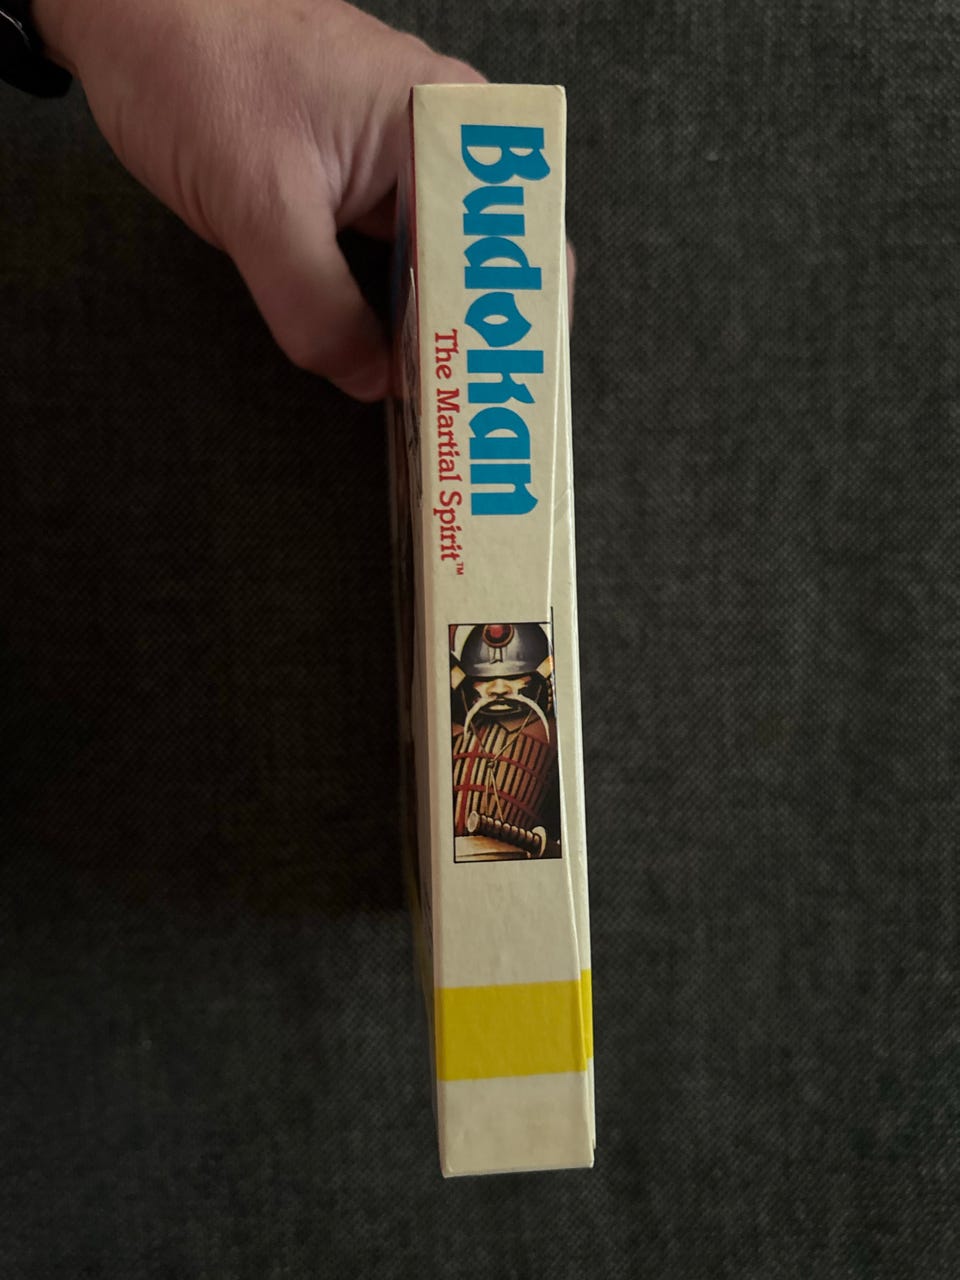 Budokan
The Martial Spirit™